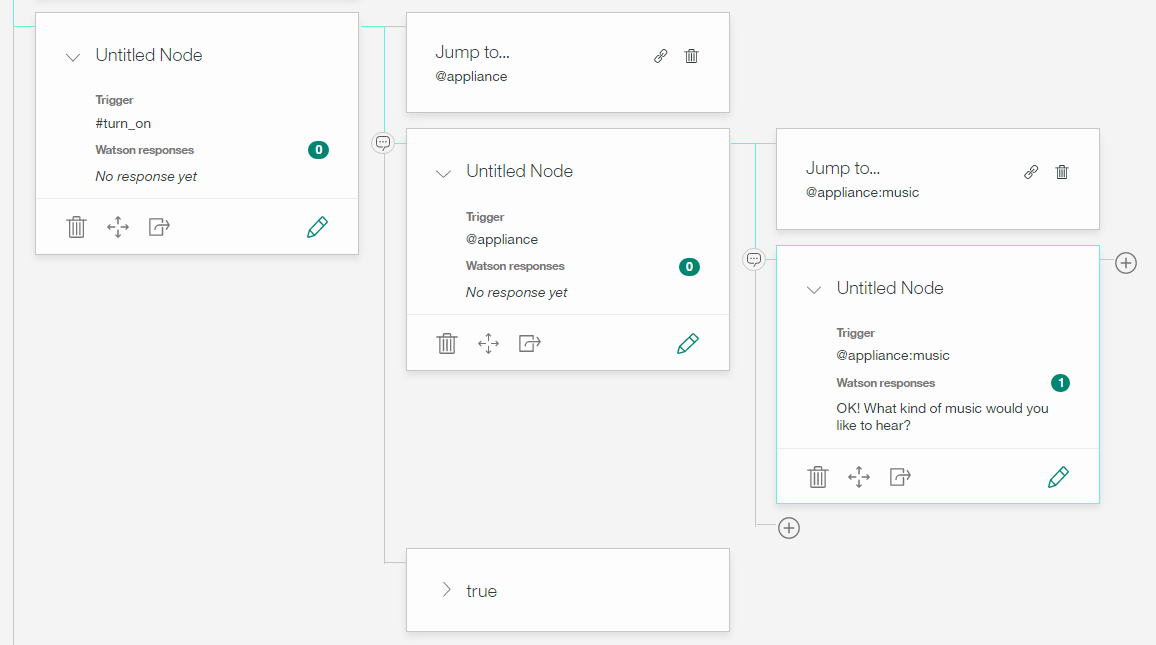 Untitled Node
Trigger
#turn_on
Watson responses
0
No response yet
Jump to...
@appliance
Untitled Node
Trigger
@appliance
Watson responses
0
No response yet
Jump to...
@appliance:music
Untitled Node
Trigger
@appliance:music
Watson responses
1
OK! What kind of music would you
like to hear?
true